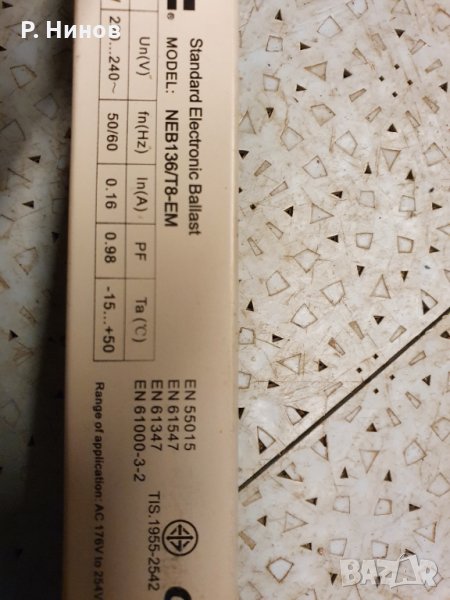 Р. Нинов
®
Standard Electronic Ballast
MODEL: NEB136/T8-EM
Un(V)~ fn(Hz) In(A) PF Ta (°C)
220...240~ 50/60 0.16 0.98 -15...+50
EN 55015
EN 61547
EN 61347
EN 61000-3-2
TIS.1955-2542
Range of application: AC 176V to 254V
BAZAR